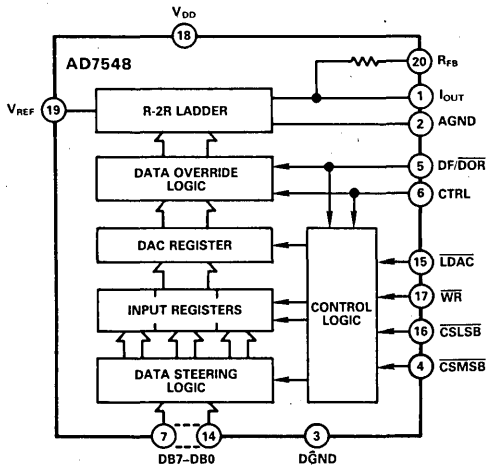 VDD
18
AD7548
20 RFB
1 IOUT
VREF 19
R-2R LADDER
2 AGND
DATA OVERRIDE
LOGIC
5 DF/DOR
6 CTRL
DAC REGISTER
15 LDAC
INPUT REGISTERS
CONTROL
LOGIC
17 WR
16 CSLSB
DATA STEERING
LOGIC
4 CSMSB
7 14 3
DB7–DB0 DGND